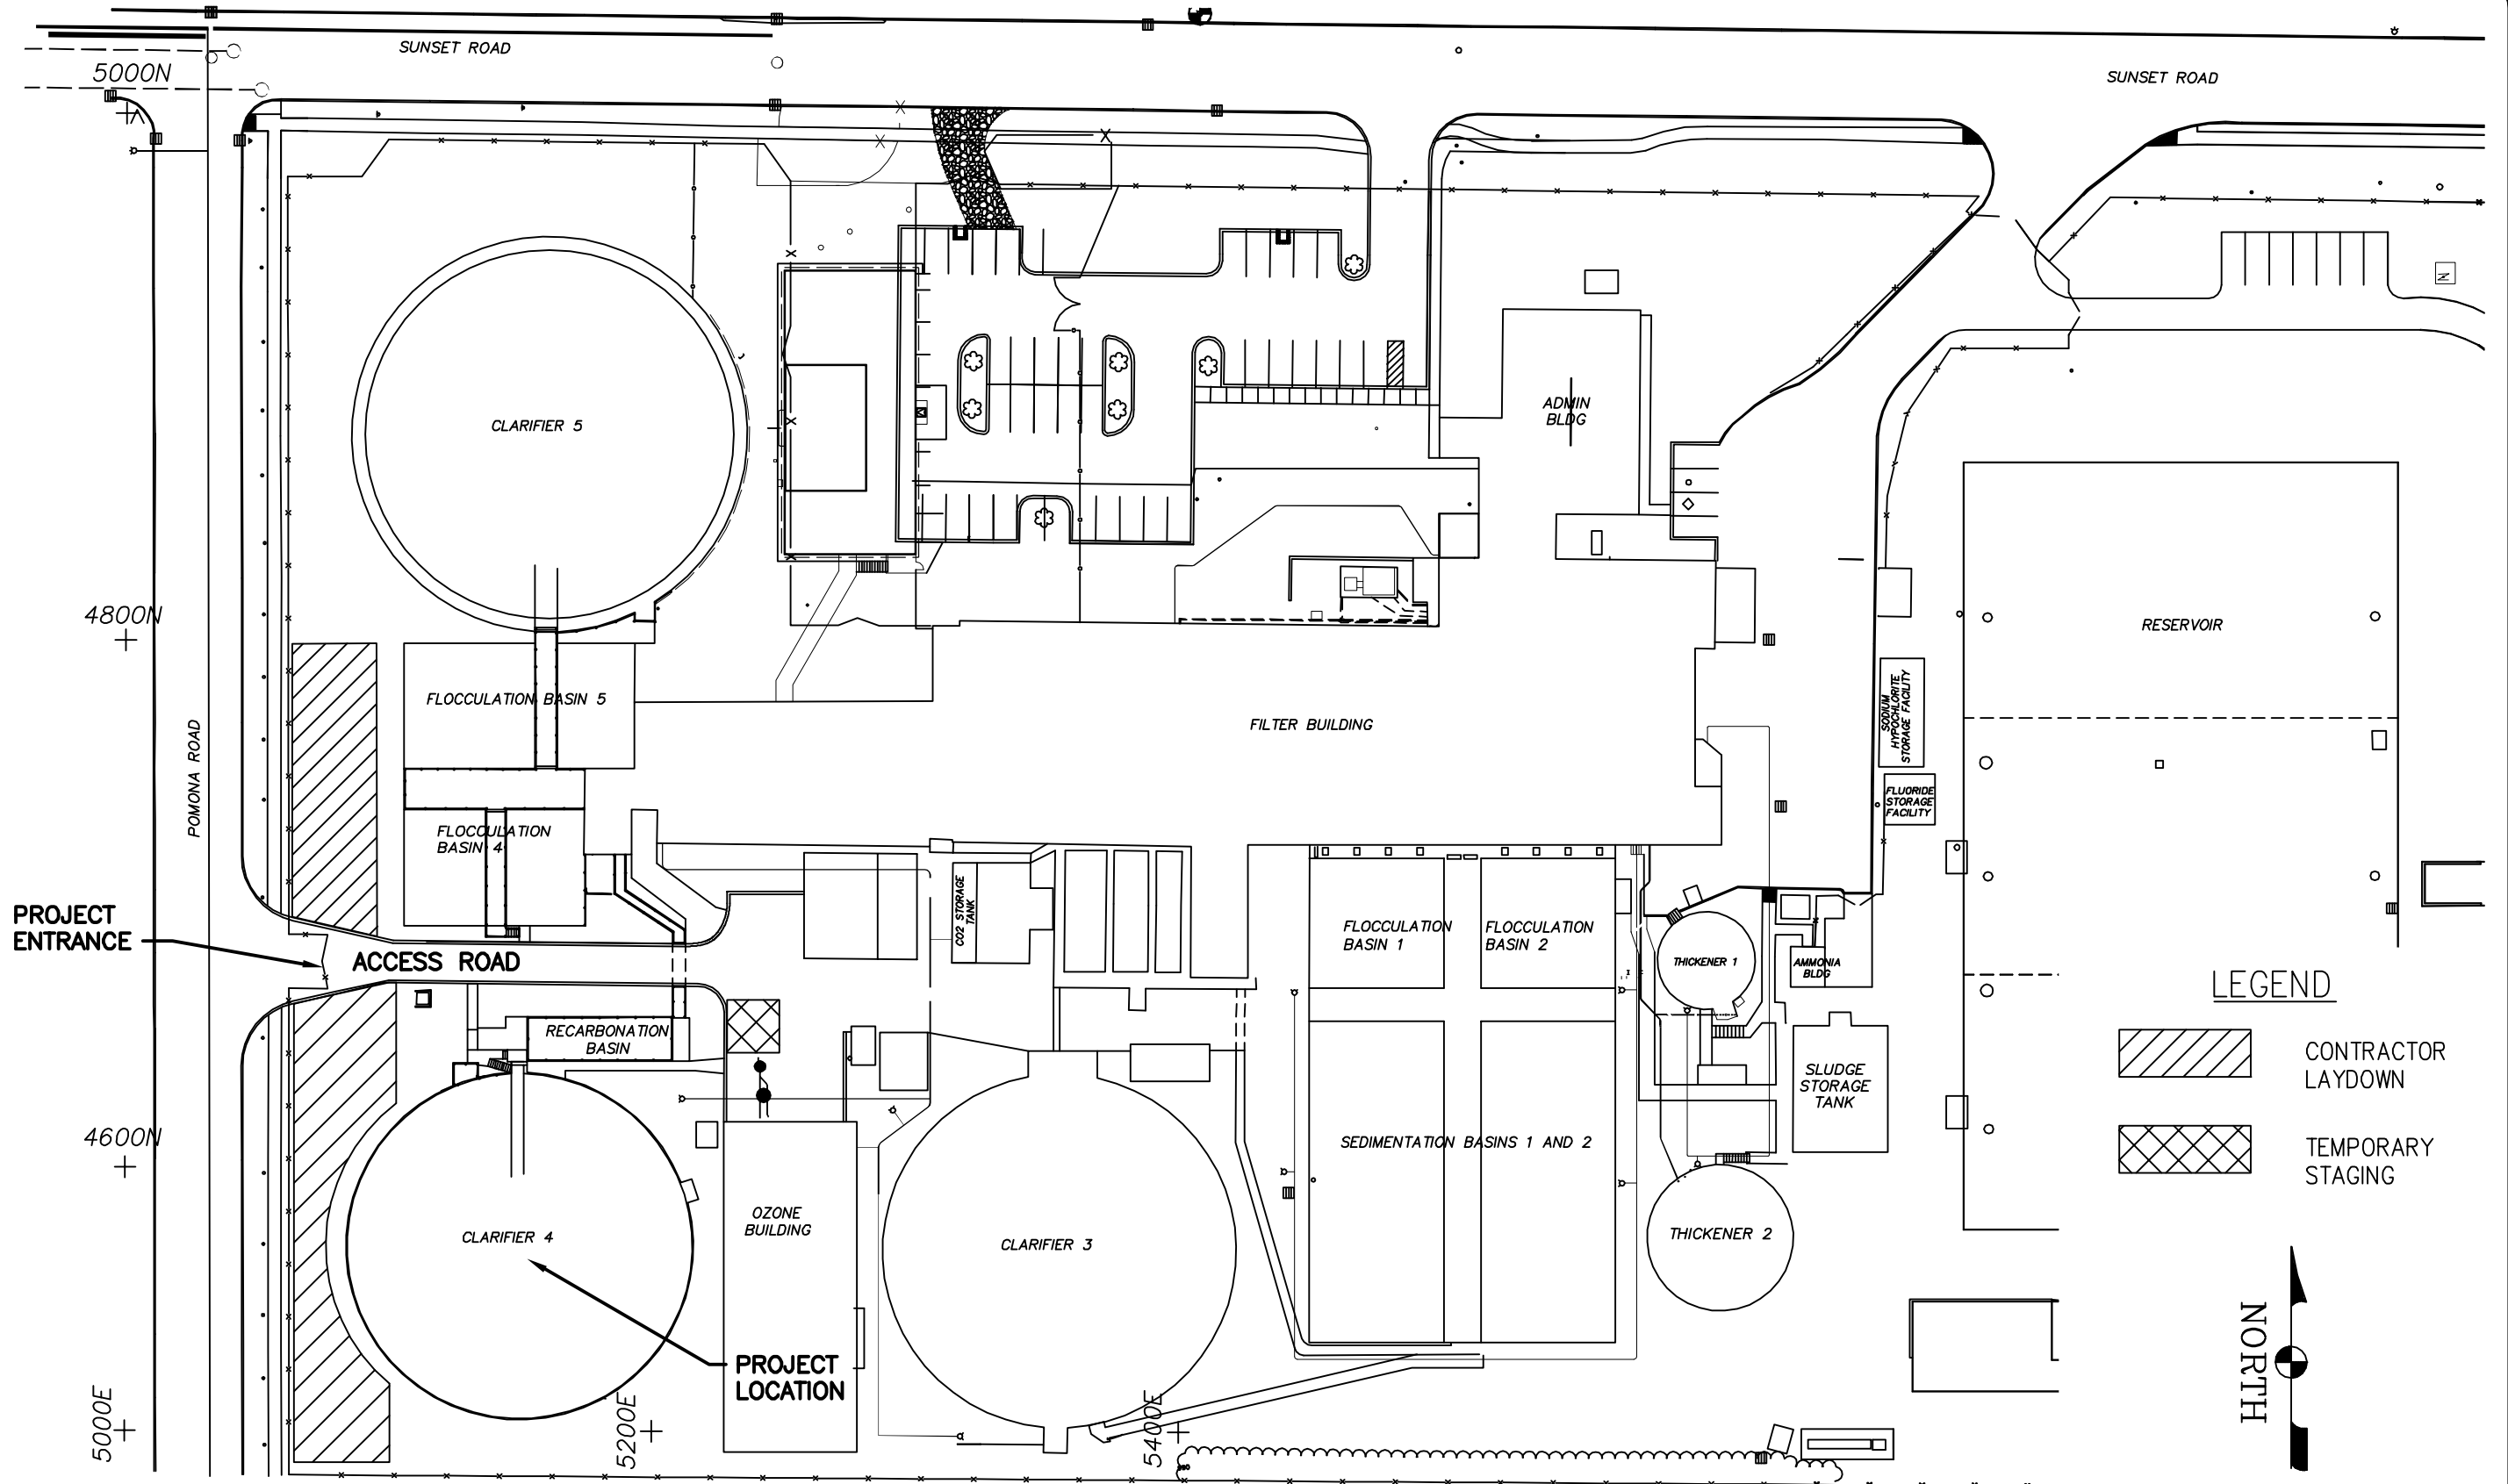 SUNSET ROAD
SUNSET ROAD
5000N
ADMIN
BLDG
CLARIFIER 5
4800N
RESERVOIR
FLOCCULATION BASIN 5
FILTER BUILDING
SODIUM
HYPOCHLORITE
STORAGE FACILITY
POMONA ROAD
FLUORIDE
STORAGE
FACILITY
FLOCCULATION
BASIN 4
CO2 STORAGE
TANK
PROJECT
ENTRANCE
ACCESS ROAD
FLOCCULATION
BASIN 1
FLOCCULATION
BASIN 2
THICKENER 1
AMMONIA
BLDG
LEGEND
RECARBONATION
BASIN
CONTRACTOR
LAYDOWN
SLUDGE
STORAGE
TANK
4600N
SEDIMENTATION BASINS 1 AND 2
TEMPORARY
STAGING
OZONE
BUILDING
CLARIFIER 4
CLARIFIER 3
THICKENER 2
PROJECT
LOCATION
NORTH
5000E
5200E
5400E